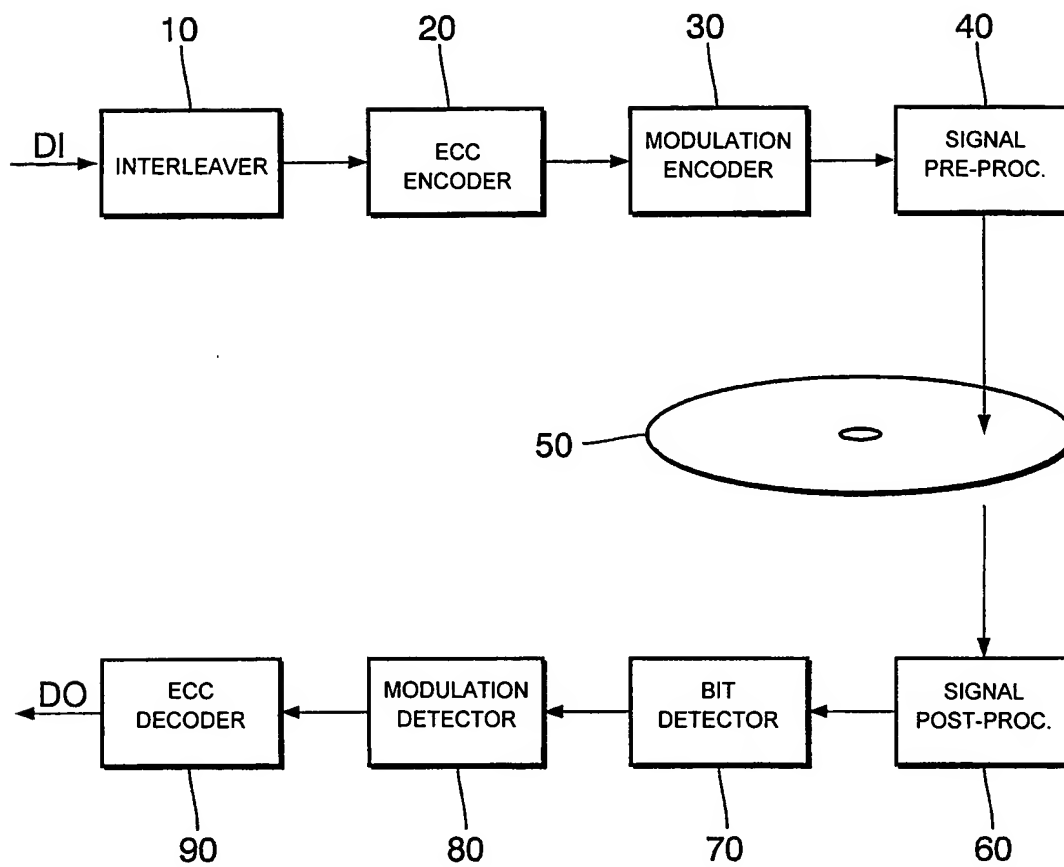 10
20
30
40
DI
INTERLEAVER
ECC
ENCODER
MODULATION
ENCODER
SIGNAL
PRE-PROC.
50
DO
ECC
DECODER
MODULATION
DETECTOR
BIT
DETECTOR
SIGNAL
POST-PROC.
90
80
70
60